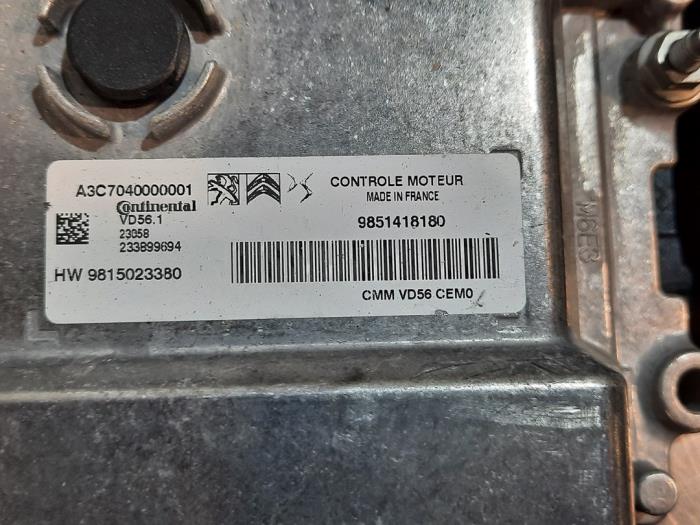 A3C7040000001
Continental
VD56.1
23058
233899694
HW 9815023380
CONTROLE MOTEUR
MADE IN FRANCE
9851418180
CMM VD56 CEM0
M6E3